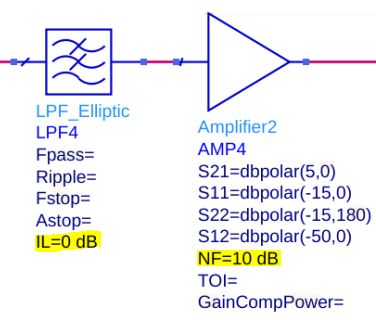 LPF_Elliptic
LPF4
Fpass=
Ripple=
Fstop=
Astop=
IL=0 dB
Amplifier2
AMP4
S21=dbpolar(5,0)
S11=dbpolar(-15,0)
S22=dbpolar(-15,180)
S12=dbpolar(-50,0)
NF=10 dB
TOI=
GainCompPower=